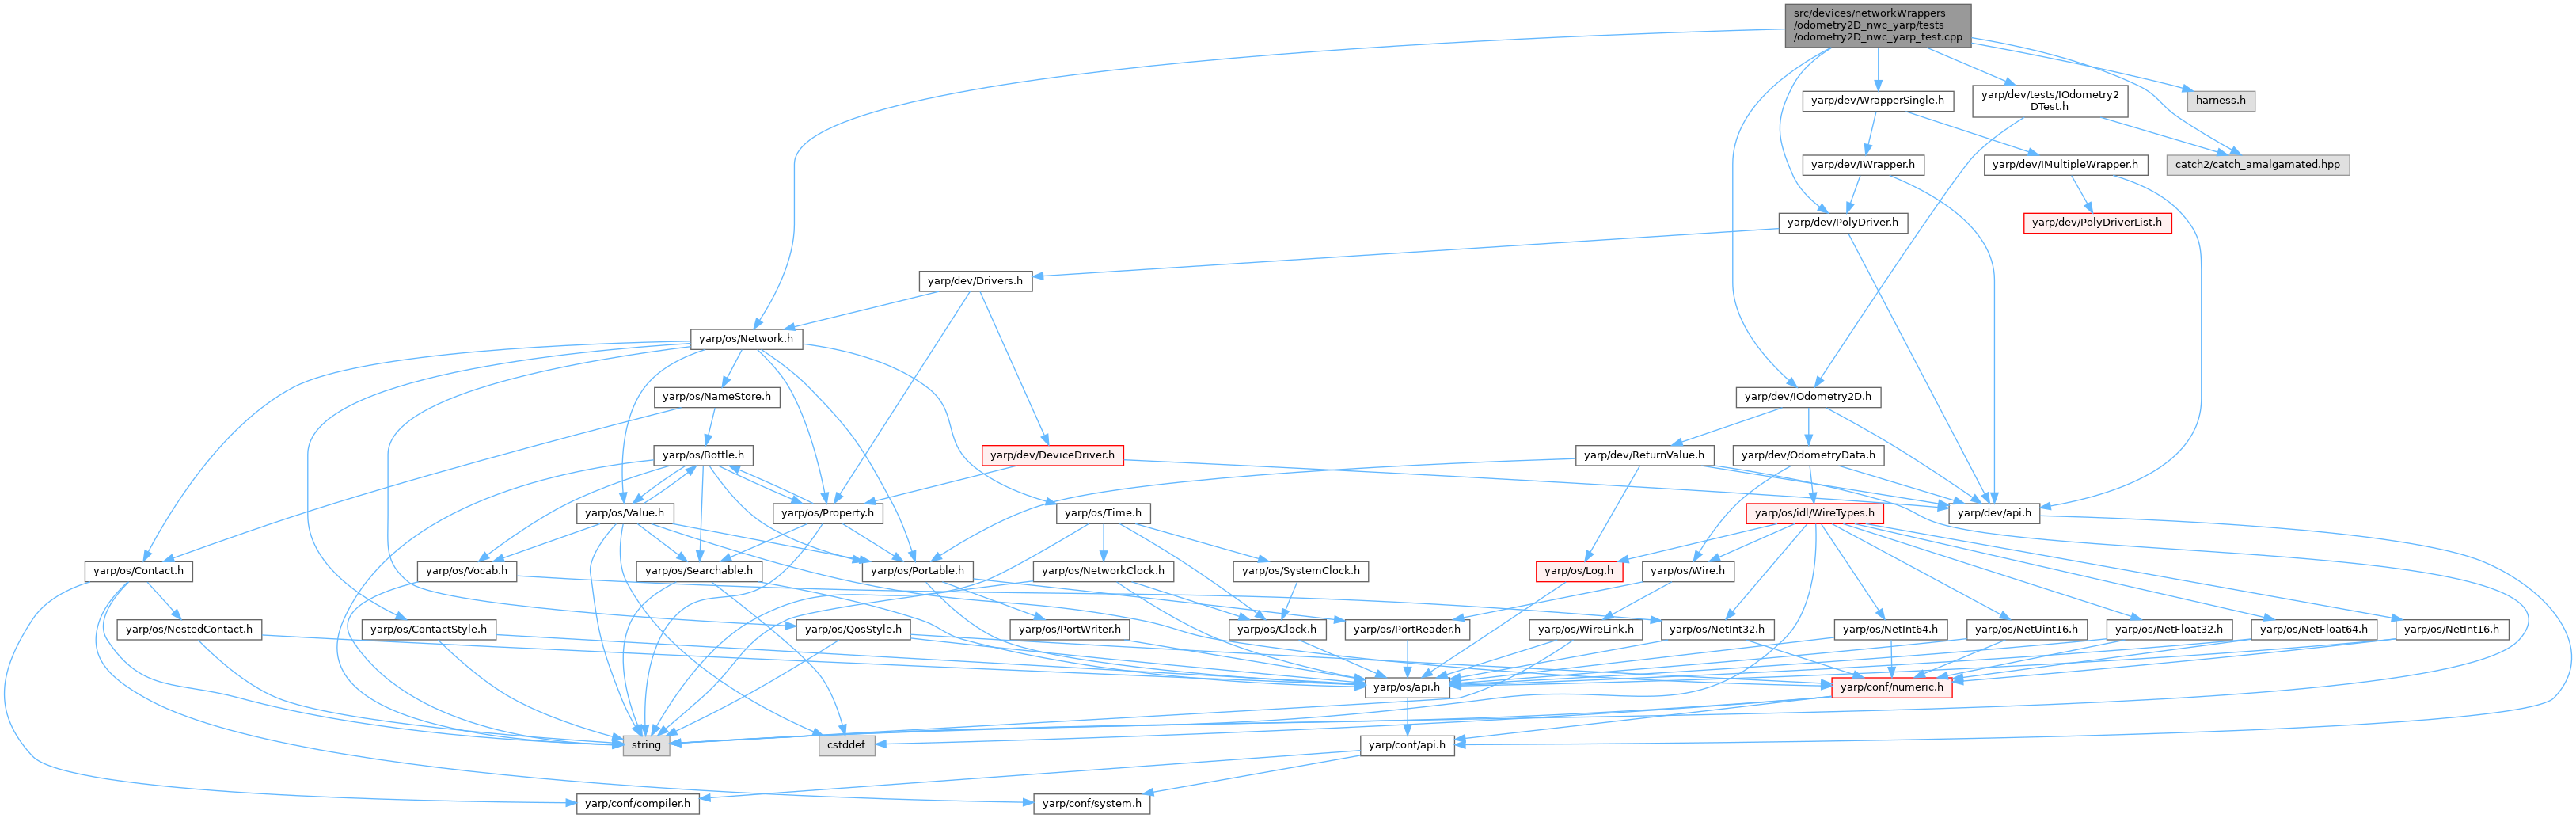 src/devices/networkWrappers
/odometry2D_nwc_yarp/tests
/odometry2D_nwc_yarp_test.cpp
yarp/dev/WrapperSingle.h
yarp/dev/tests/IOdometry2
DTest.h
harness.h
yarp/dev/IWrapper.h
yarp/dev/IMultipleWrapper.h
catch2/catch_amalgamated.hpp
yarp/dev/PolyDriver.h
yarp/dev/PolyDriverList.h
yarp/dev/Drivers.h
yarp/os/Network.h
yarp/os/NameStore.h
yarp/dev/IOdometry2D.h
yarp/os/Bottle.h
yarp/dev/DeviceDriver.h
yarp/dev/ReturnValue.h
yarp/dev/OdometryData.h
yarp/os/Value.h
yarp/os/Property.h
yarp/os/Time.h
yarp/os/idl/WireTypes.h
yarp/dev/api.h
yarp/os/Contact.h
yarp/os/Vocab.h
yarp/os/Searchable.h
yarp/os/Portable.h
yarp/os/NetworkClock.h
yarp/os/SystemClock.h
yarp/os/Log.h
yarp/os/Wire.h
yarp/os/NestedContact.h
yarp/os/ContactStyle.h
yarp/os/QosStyle.h
yarp/os/PortWriter.h
yarp/os/Clock.h
yarp/os/PortReader.h
yarp/os/WireLink.h
yarp/os/NetInt32.h
yarp/os/NetInt64.h
yarp/os/NetUint16.h
yarp/os/NetFloat32.h
yarp/os/NetFloat64.h
yarp/os/NetInt16.h
yarp/os/api.h
yarp/conf/numeric.h
string
cstddef
yarp/conf/api.h
yarp/conf/compiler.h
yarp/conf/system.h